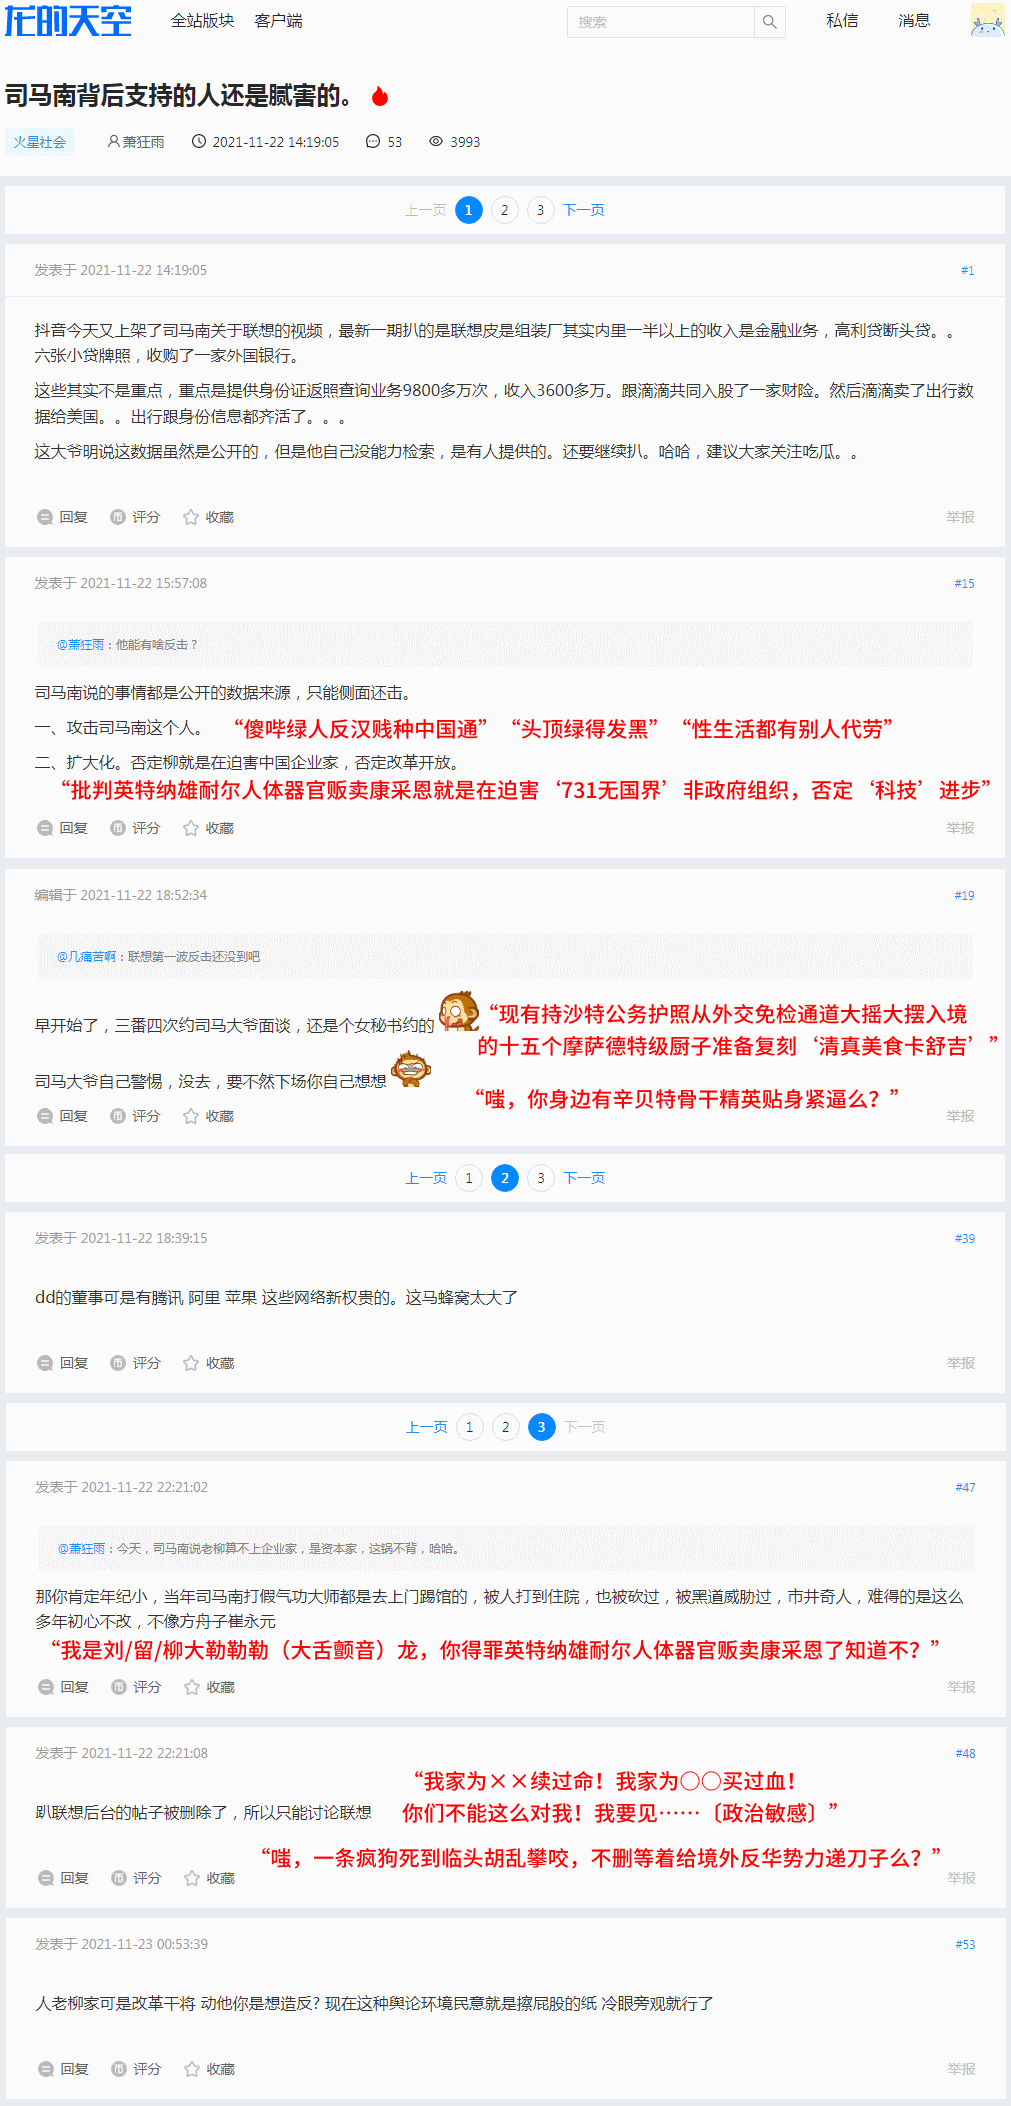 龙的天空 全站版块 客户端 搜索 私信 消息
司马南背后支持的人还是腻害的。
火星社会 萧狂雨 2021-11-22 14:19:05 53 3993
上一页 1 2 3 下一页
发表于 2021-11-22 14:19:05 #1
抖音今天又上架了司马南关于联想的视频，最新一期扒的是联想皮是组装厂其实内里一半以上的收入是金融业务，高利贷断头贷。。
六张小贷牌照，收购了一家外国银行。
这些其实不是重点，重点是提供身份证返照查询业务9800多万次，收入3600多万。跟滴滴共同入股了一家财险。然后滴滴卖了出行数
据给美国。。出行跟身份信息都齐活了。。。
这大爷明说这数据虽然是公开的，但是他自己没能力检索，是有人提供的。还要继续扒。哈哈，建议大家关注吃瓜。。
回复 币 评分 收藏 举报
发表于 2021-11-22 15:57:08 #15
@萧狂雨：他能有啥反击？
司马南说的事情都是公开的数据来源，只能侧面还击。
一、攻击司马南这个人。 “傻哔绿人反汉贱种中国通” “头顶绿得发黑” “性生活都有别人代劳”
二、扩大化。否定柳就是在迫害中国企业家，否定改革开放。
“批判英特纳雄耐尔人体器官贩卖康采恩就是在迫害‘731无国界’非政府组织，否定‘科技’进步”
回复 币 评分 收藏 举报
编辑于 2021-11-22 18:52:34 #19
@几痛苦啊：联想第一波反击还没到吧
早开始了，三番四次约司马大爷面谈，还是个女秘书约的 “现有持沙特公务护照从外交免检通道大摇大摆入境
的十五个摩萨德特级厨子准备复刻‘清真美食卡舒吉’”
司马大爷自己警惕，没去，要不然下场你自己想想
“嗤，你身边有辛贝特骨干精英贴身紧逼么？”
回复 币 评分 收藏 举报
上一页 1 2 3 下一页
发表于 2021-11-22 18:39:15 #39
dd的董事可是有腾讯 阿里 苹果 这些网络新权贵的。这马蜂窝太大了
回复 币 评分 收藏 举报
上一页 1 2 3 下一页
发表于 2021-11-22 22:21:02 #47
@萧狂雨：今天，司马南说老柳算不上企业家，是资本家，这锅不背，哈哈。
那你肯定年纪小，当年司马南打假气功大师都是去上门踢馆的，被人打到住院，也被砍过，被黑道威胁过，市井奇人，难得的是这么
多年初心不改，不像方舟子崔永元
“我是刘/留/柳大勒勒勒（大舌颤音）龙，你得罪英特纳雄耐尔人体器官贩卖康采恩了知道不？”
回复 币 评分 收藏 举报
发表于 2021-11-22 22:21:08 #48
“我家为××续过命！我家为○○买过血！
趴联想后台的帖子被删除了，所以只能讨论联想 你们不能这么对我！我要见……〔政治敏感〕”
“嗤，一条疯狗死到临头胡乱攀咬，不删等着给境外反华势力递刀子么？”
回复 币 评分 收藏 举报
发表于 2021-11-23 00:53:39 #53
人老柳家可是改革干将 动他你是想造反? 现在这种舆论环境民意就是擦屁股的纸 冷眼旁观就行了
回复 币 评分 收藏 举报